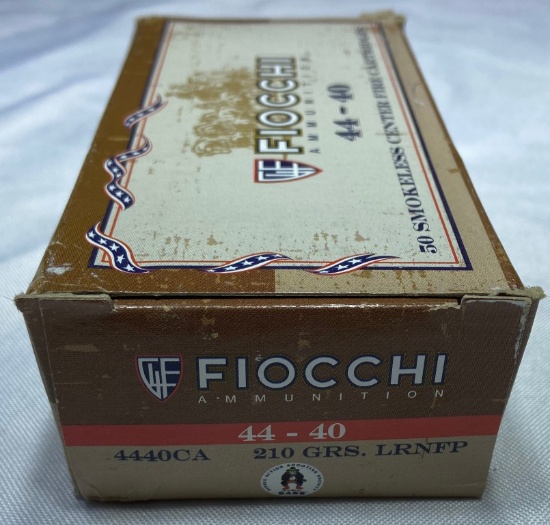 FIOCCHI
AMMUNITION
44 - 40
50 SMOKELESS CENTER FIRE CARTRIDGES
FIOCCHI
AMMUNITION
44 - 40
4440CA 210 GRS. LRNFP
SASS